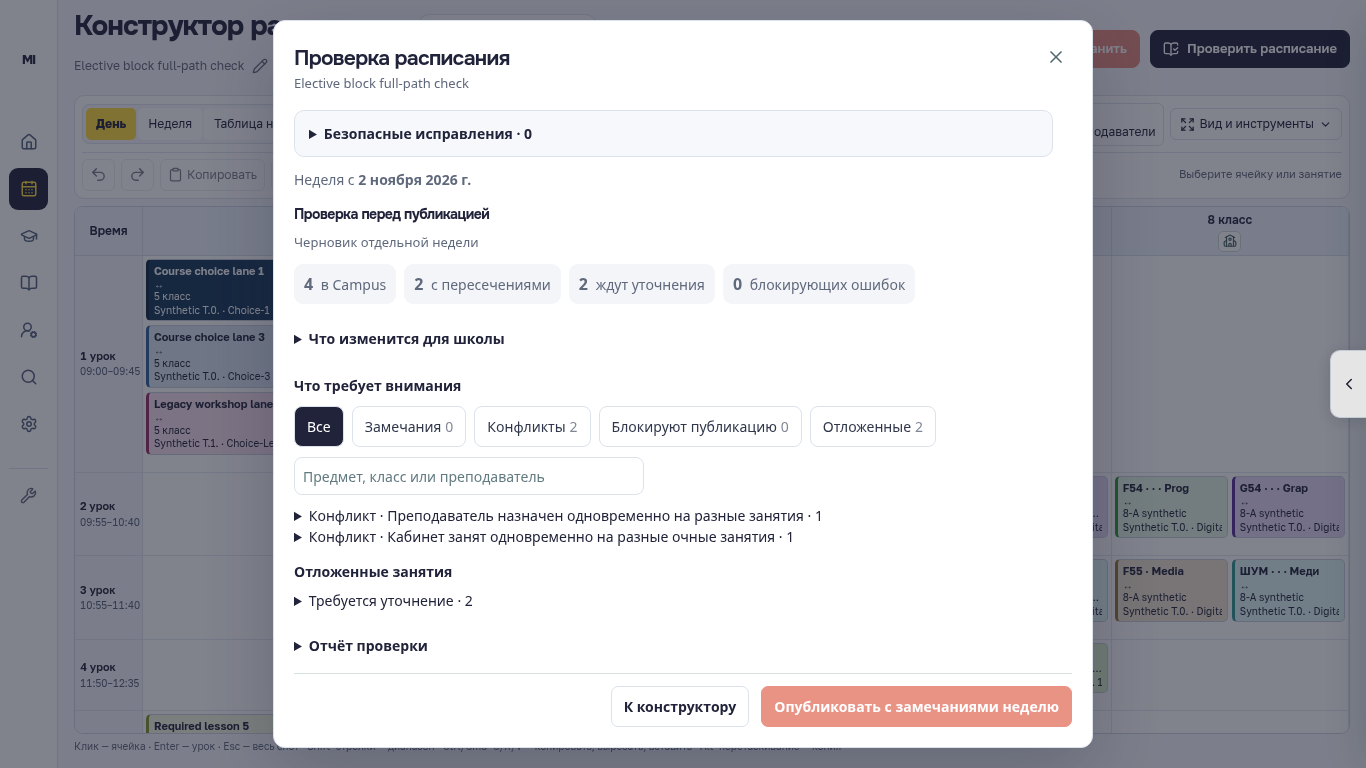 Конструктор ра
MI
Elective block full-path check
анить
Проверить расписание
День
Неделя
Таблица н
одаватели
Вид и инструменты
Копировать
Выберите ячейку или занятие
Время
8 класс
Course choice lane 1
--
5 класс
Synthetic T.0. · Choice-1
1 урок
09:00–09:45
Course choice lane 3
--
5 класс
Synthetic T.0. · Choice-3
Legacy workshop lane
--
5 класс
Synthetic T.1. · Choice-Le
2 урок
09:55–10:40
F54 · · · Prog
--
8-A synthetic
Synthetic T.0. · Digita
G54 · · · Grap
--
8-A synthetic
Synthetic T.0. · Digita
3 урок
10:55–11:40
F55 · Media
--
8-A synthetic
Synthetic T.0. · Digita
ШУМ · · · Меди
--
8-A synthetic
Synthetic T.0. · Digita
4 урок
11:50–12:35
Required lesson 5
Клик — ячейка · Enter — урок · Esc — весь
Проверка расписания
Elective block full-path check
Безопасные исправления · 0
Неделя с 2 ноября 2026 г.
Проверка перед публикацией
Черновик отдельной недели
4 в Campus
2 с пересечениями
2 ждут уточнения
0 блокирующих ошибок
Что изменится для школы
Что требует внимания
Все
Замечания 0
Конфликты 2
Блокируют публикацию 0
Отложенные 2
Предмет, класс или преподаватель
Конфликт · Преподаватель назначен одновременно на разные занятия · 1
Конфликт · Кабинет занят одновременно на разные очные занятия · 1
Отложенные занятия
Требуется уточнение · 2
Отчёт проверки
К конструктору
Опубликовать с замечаниями неделю